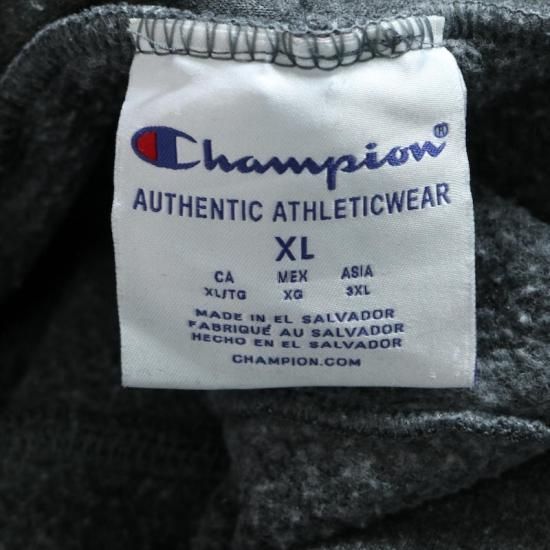 Champion®
AUTHENTIC ATHLETICWEAR
XL
CA MEX ASIA
XL/TG XG 3XL
MADE IN EL SALVADOR
FABRIQUÉ AU SALVADOR
HECHO EN EL SALVADOR
CHAMPION.COM